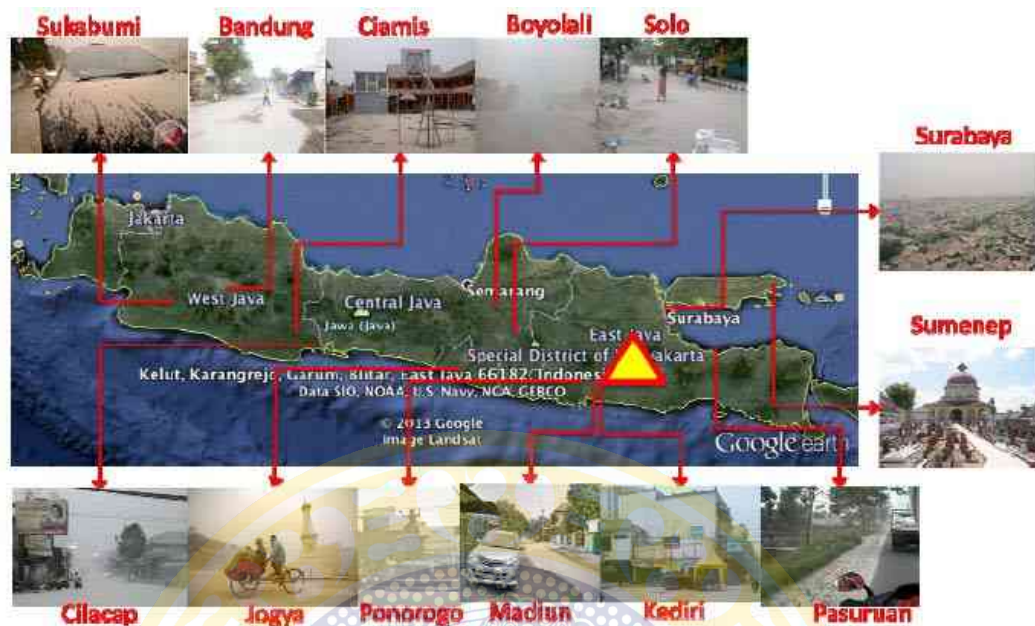 Sukabumi
Bandung
Ciamis
Boyolali
Solo
Surabaya
Jakarta
West Java
Central Java
Semarang
Jawa (Java)
Surabaya
East Java
Special District of Yogyakarta
Kelut, Karangrejo, Garum, Blitar, East Java 66182, Indonesi
Data SIO, NOAA, U.S. Navy, NGA, GEBCO
© 2013 Google
Image Landsat
Google earth
Sumenep
Cilacap
Jogya
Ponorogo
Madiun
Kediri
Pasuruan